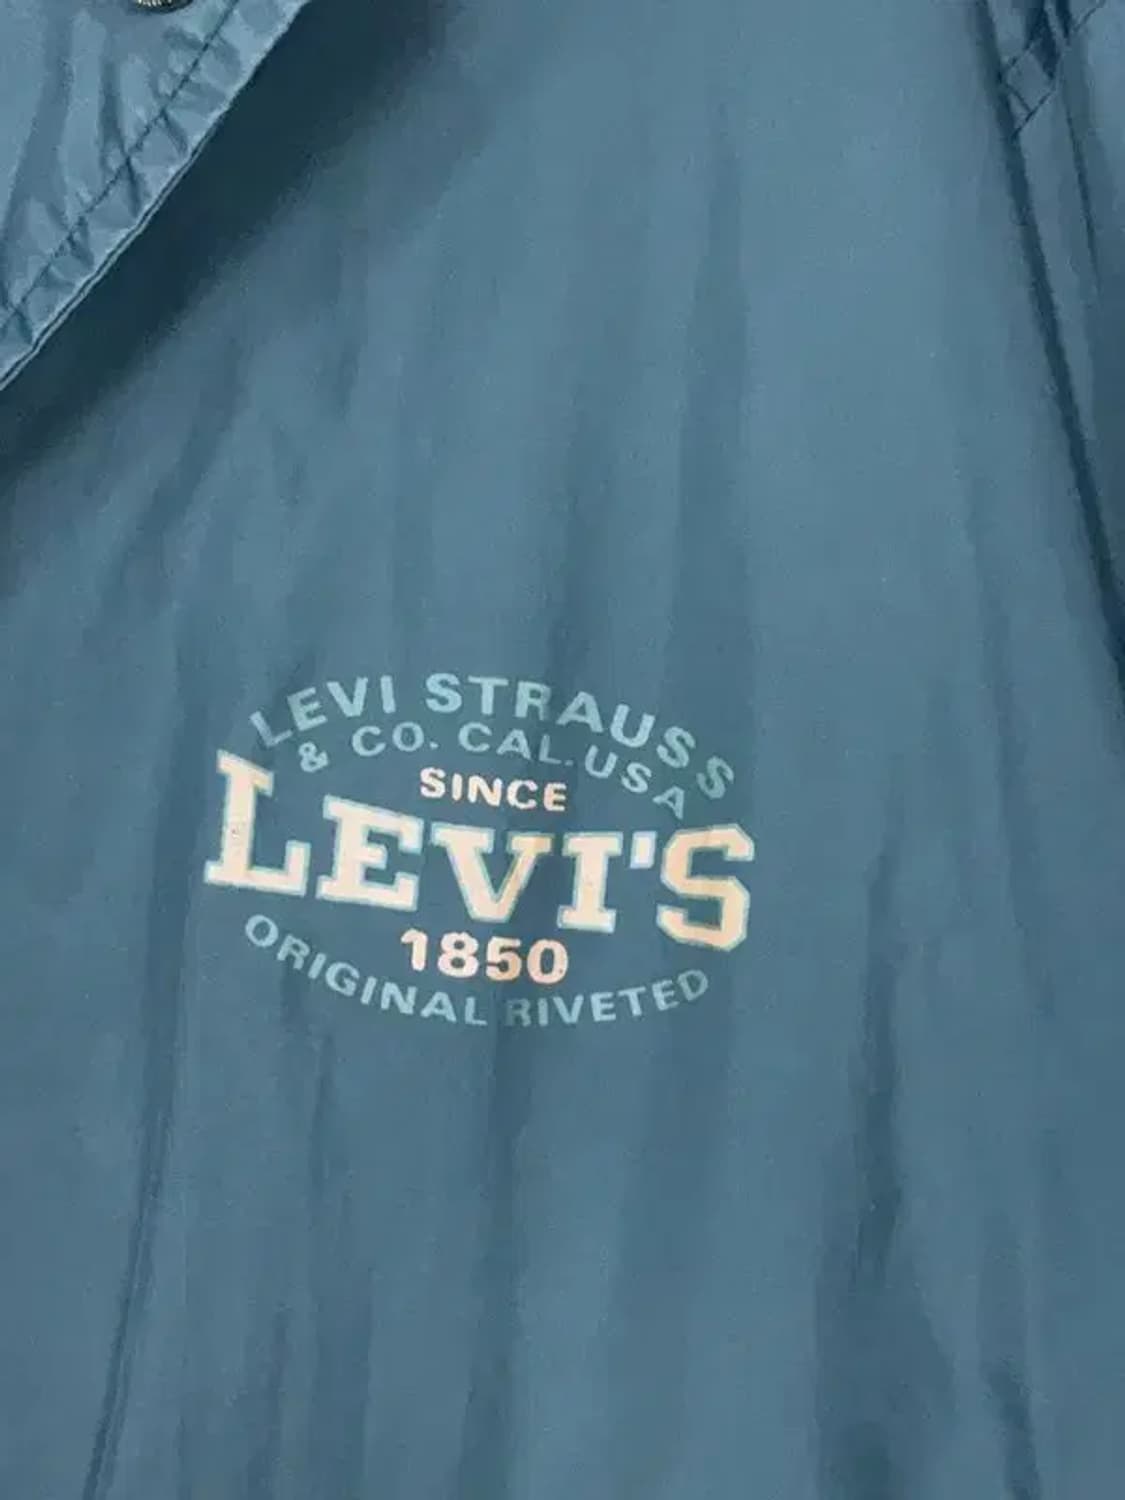 LEVI STRAUSS
& CO. CAL. USA
SINCE
LEVI'S
1850
ORIGINAL RIVETED